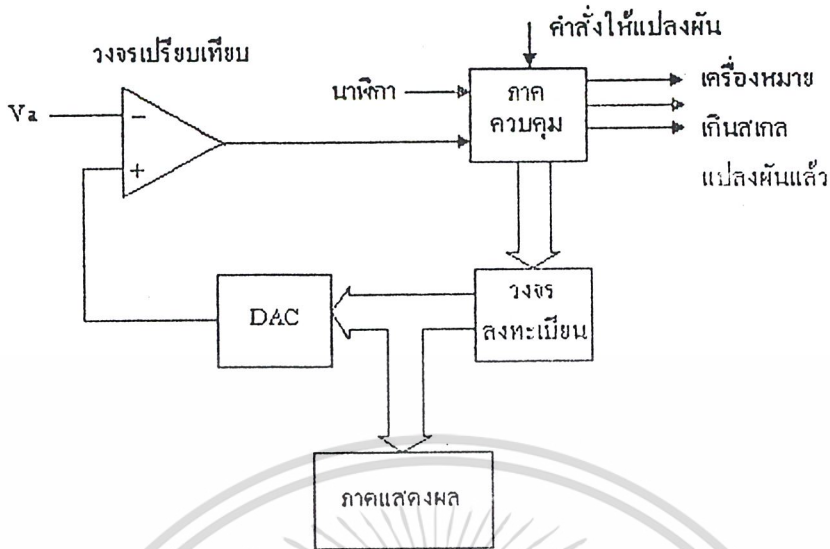 คำสั่งให้แปลงผัน
วงจรเปรียบเทียบ
นาฬิกา
ภาค
ควบคุม
เครื่องหมาย
เกินสเกล
แปลงผันแล้ว
Va
−
+
DAC
วงจร
ลงทะเบียน
ภาคแสดงผล